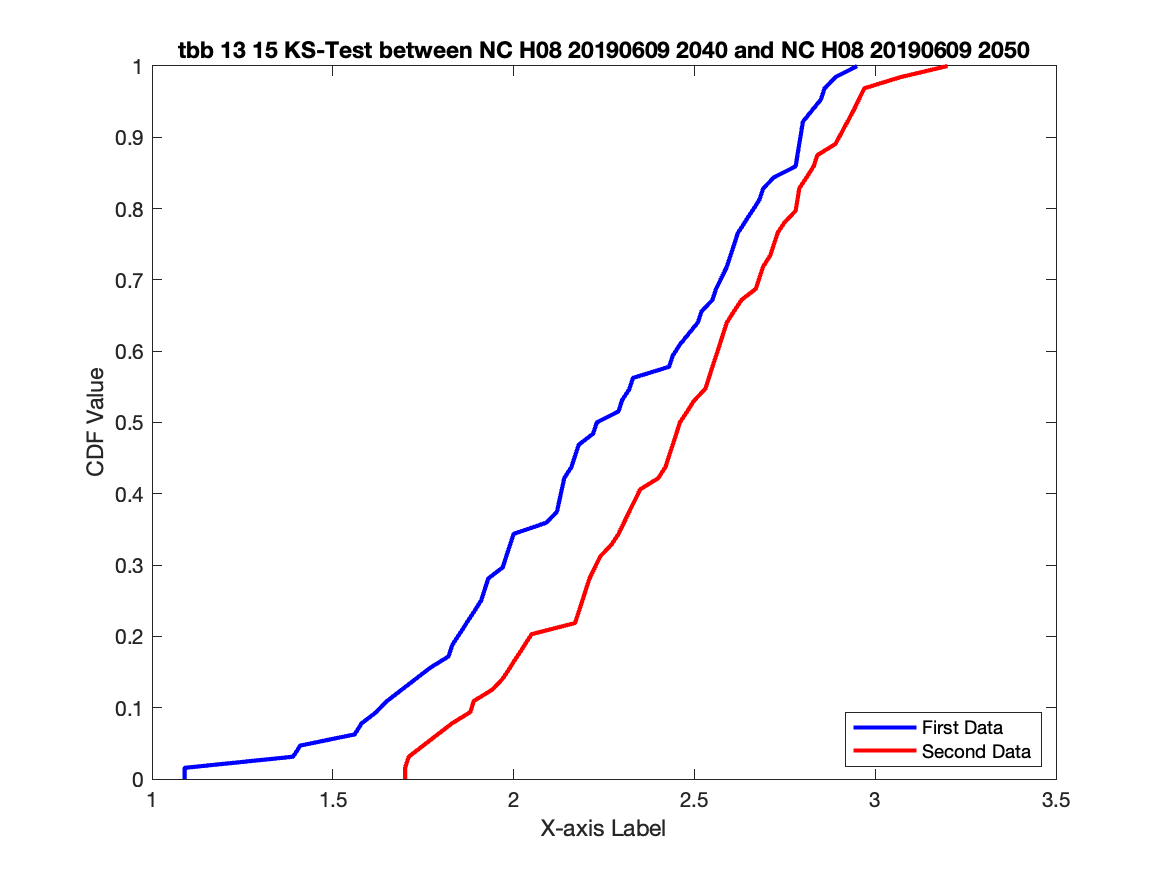 tbb 13 15 KS-Test between NC H08 20190609 2040 and NC H08 20190609 2050
1
0.9
0.8
0.7
0.6
0.5
0.4
0.3
0.2
0.1
0
CDF Value
First Data
Second Data
1 1.5 2 2.5 3 3.5
X-axis Label